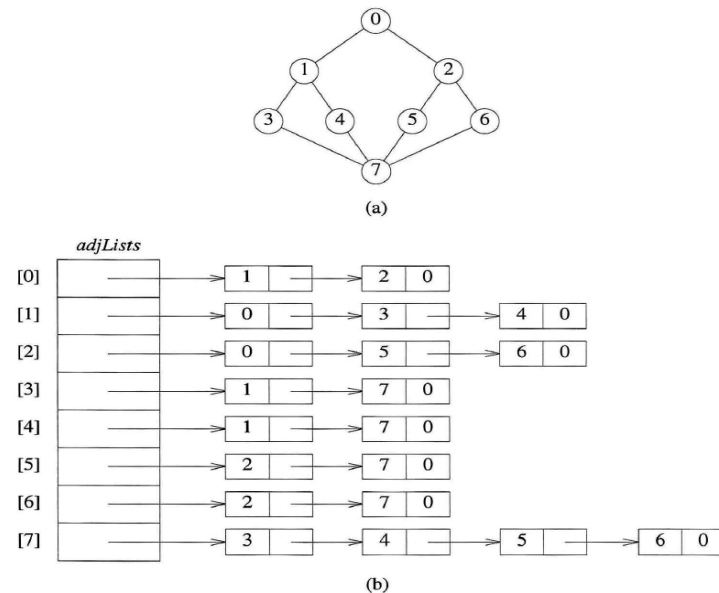 0
1 2
3 4 5 6
7
(a)
adjLists
[0] 1 2 0
[1] 0 3 4 0
[2] 0 5 6 0
[3] 1 7 0
[4] 1 7 0
[5] 2 7 0
[6] 2 7 0
[7] 3 4 5 6 0
(b)